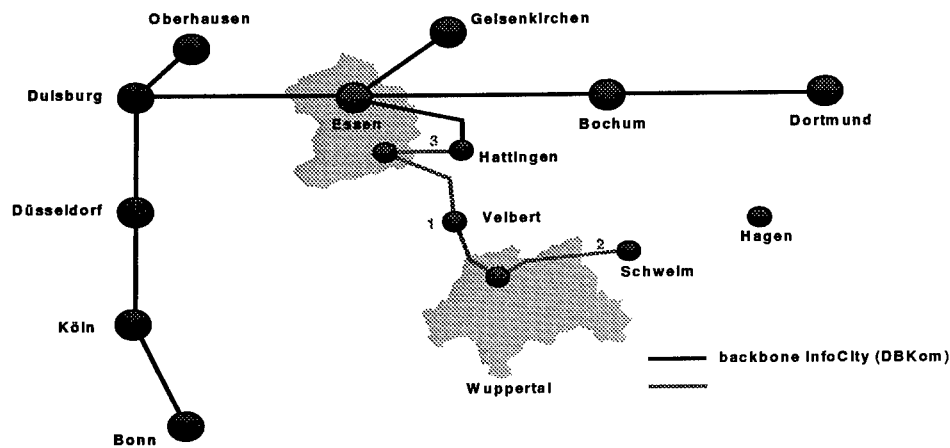 Oberhausen
Gelsenkirchen
Duisburg
Essen
Bochum
Dortmund
3
Hattingen
Düsseldorf
1
Velbert
2
Schwelm
Hagen
Köln
backbone InfoCity (DBKom)
Wuppertal
Bonn